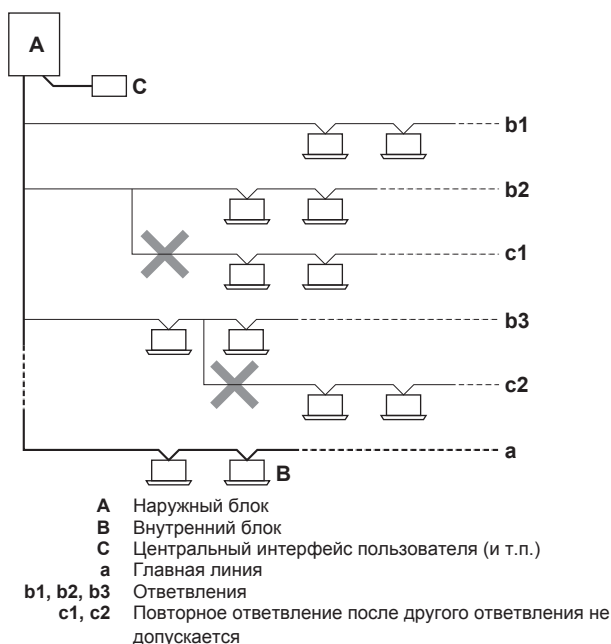 A
C
b1
b2
c1
b3
c2
a
B
A Наружный блок
B Внутренний блок
C Центральный интерфейс пользователя (и т.п.)
a Главная линия
b1, b2, b3 Ответвления
c1, c2 Повторное ответвление после другого ответвления не
допускается